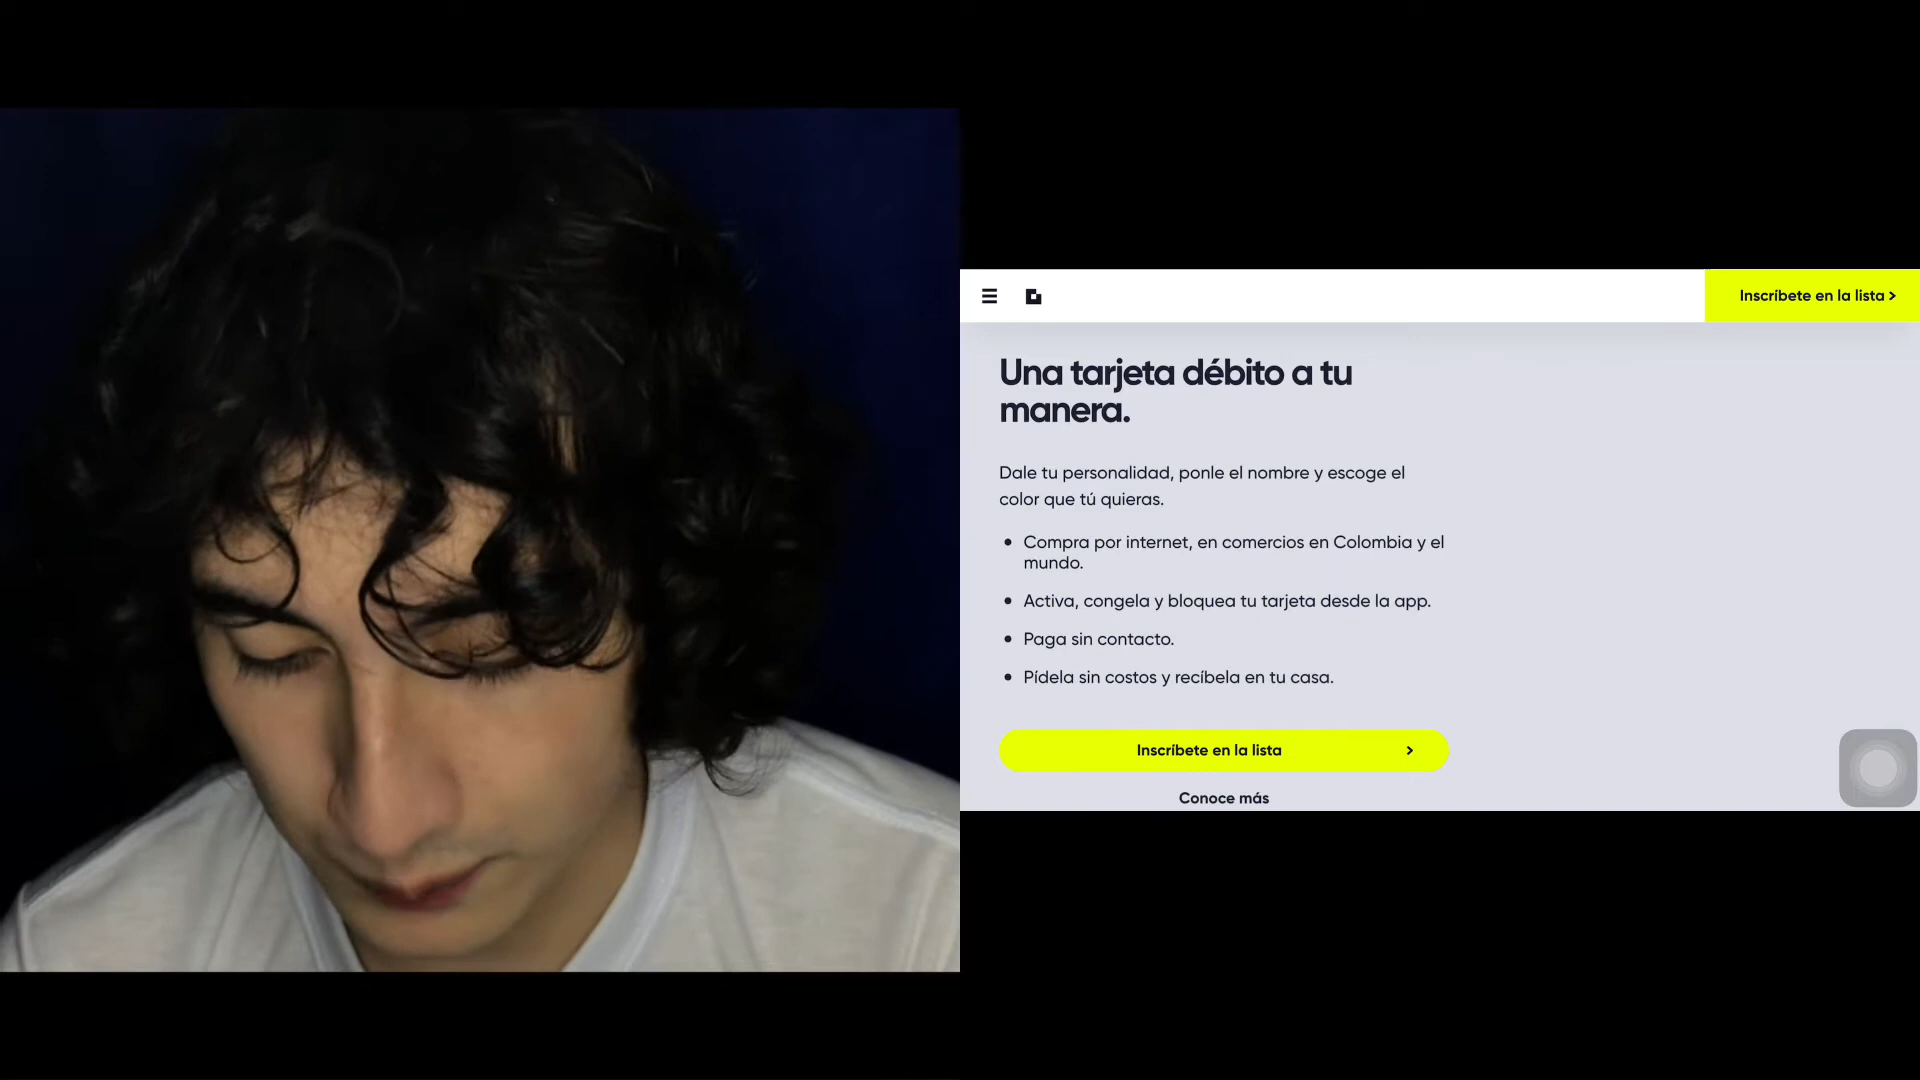 Inscríbete en la lista >
Una tarjeta débito a tu
manera.
Dale tu personalidad, ponle el nombre y escoge el
color que tú quieras.
• Compra por internet, en comercios en Colombia y el
mundo.
• Activa, congela y bloquea tu tarjeta desde la app.
• Paga sin contacto.
• Pídela sin costos y recíbela en tu casa.
Inscríbete en la lista >
Conoce más